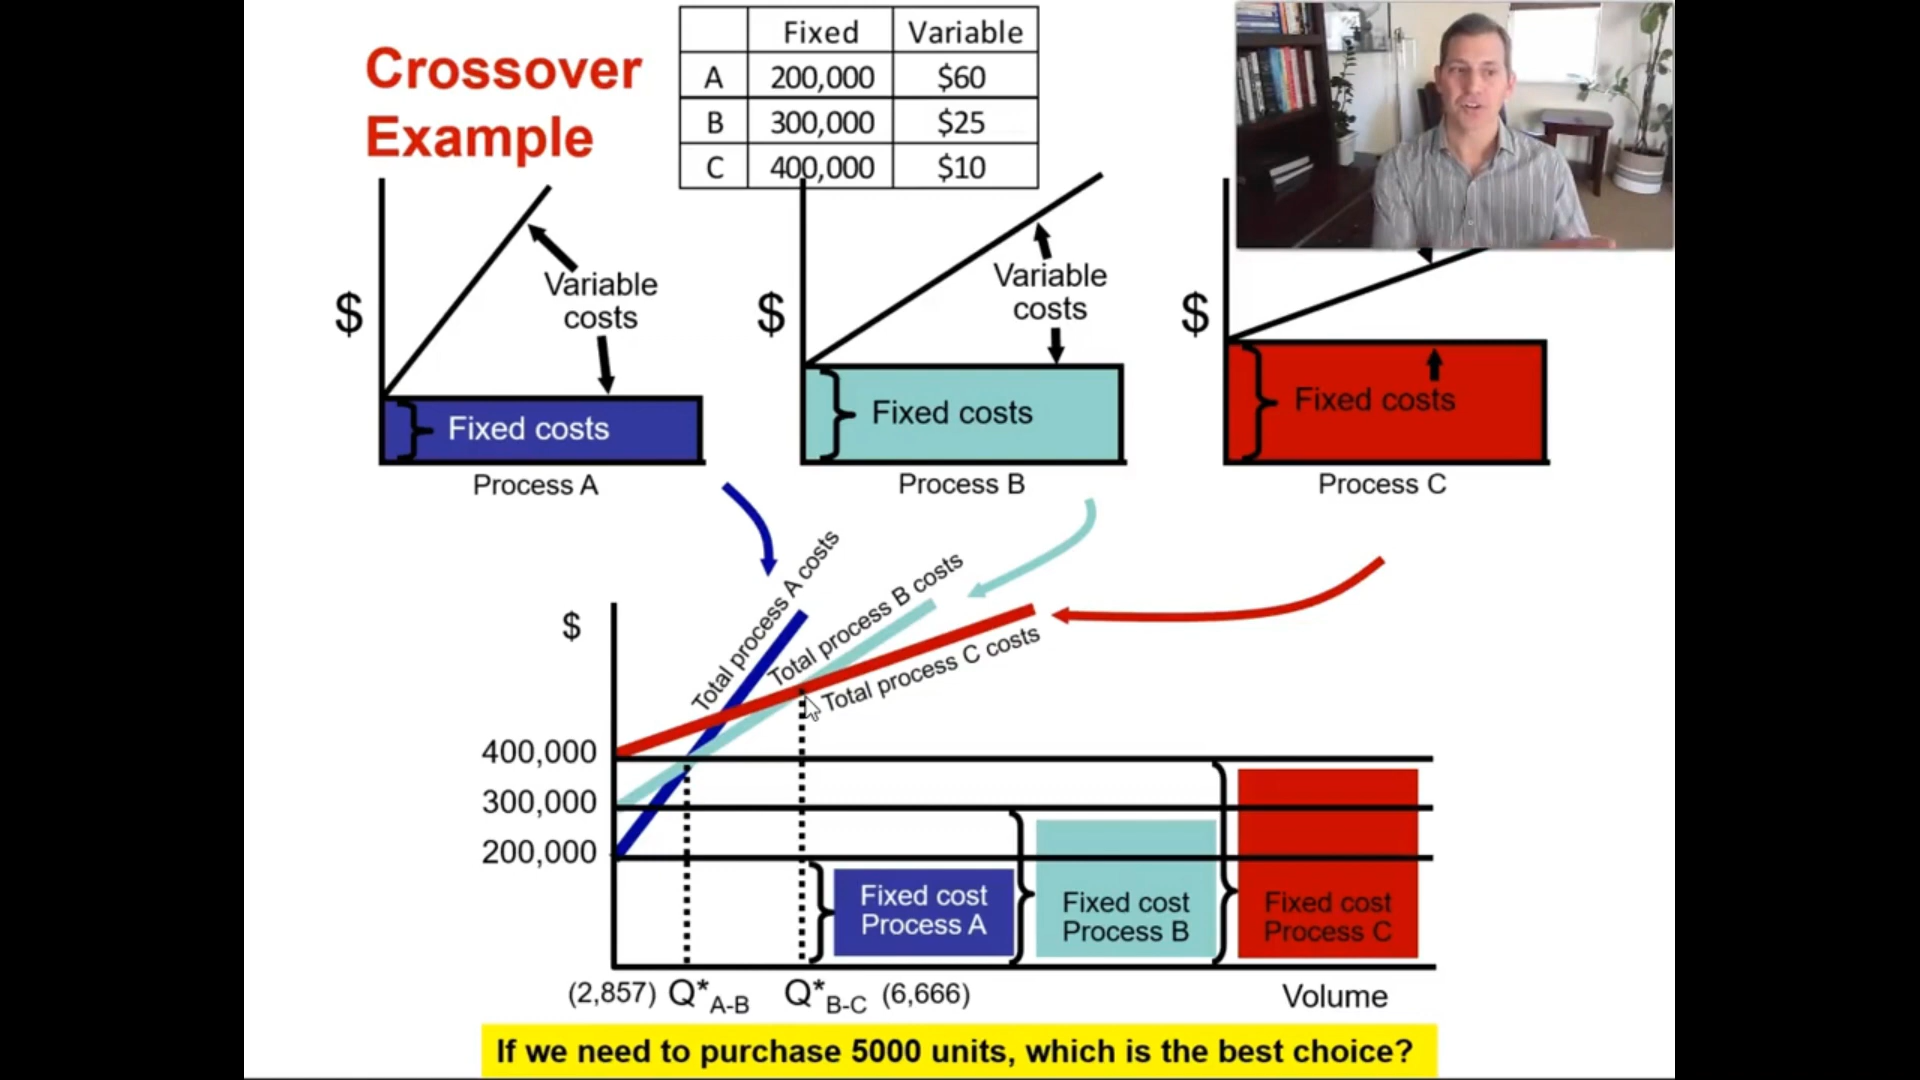 Crossover
Example
Fixed Variable
A 200,000 $60
B 300,000 $25
C 400,000 $10
$
Variable
costs
Fixed costs
Process A
$
Variable
costs
Fixed costs
Process B
$
Fixed costs
Process C
$
Total process A costs
Total process B costs
Total process C costs
400,000
300,000
200,000
Fixed cost
Process A
Fixed cost
Process B
Fixed cost
Process C
(2,857) Q*A-B Q*B-C (6,666) Volume
If we need to purchase 5000 units, which is the best choice?